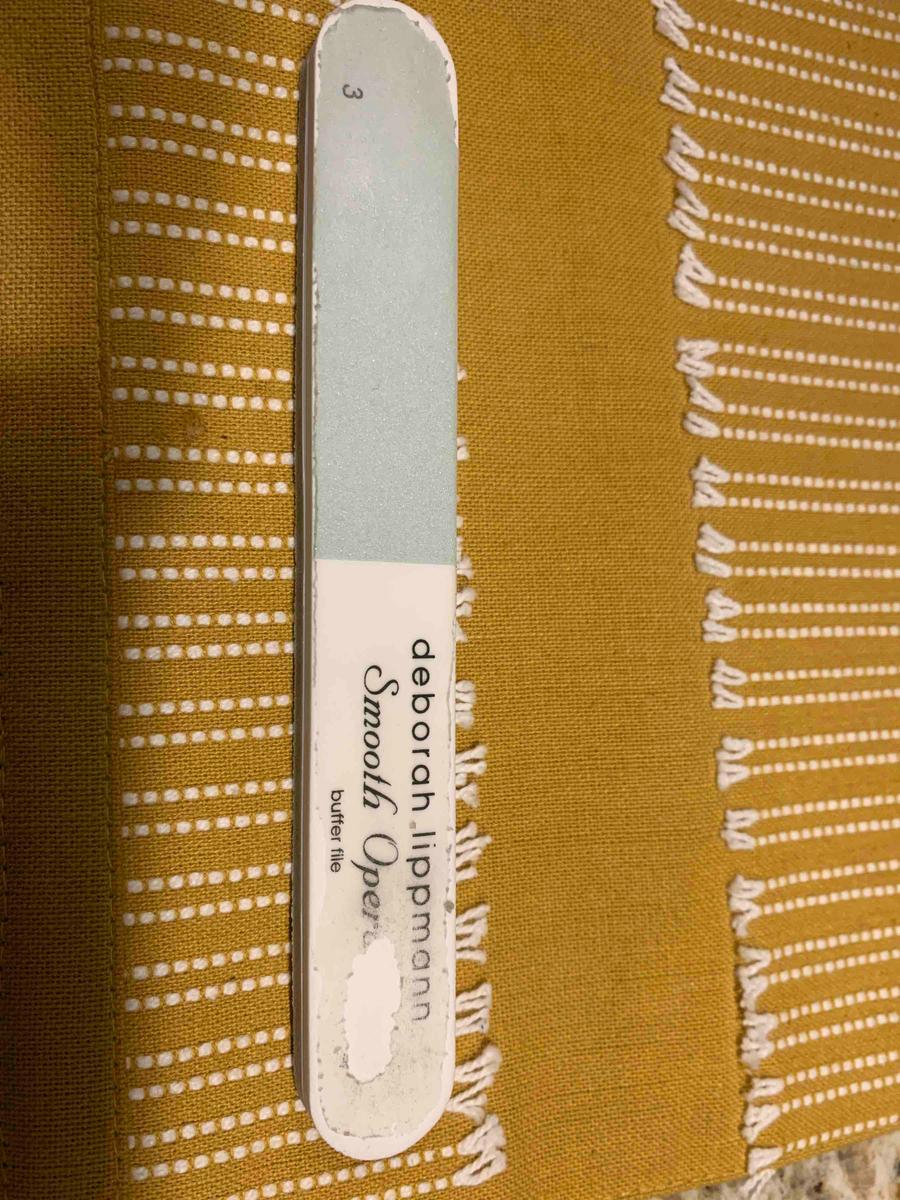 3
deborah lippmann
Smooth
buffer file